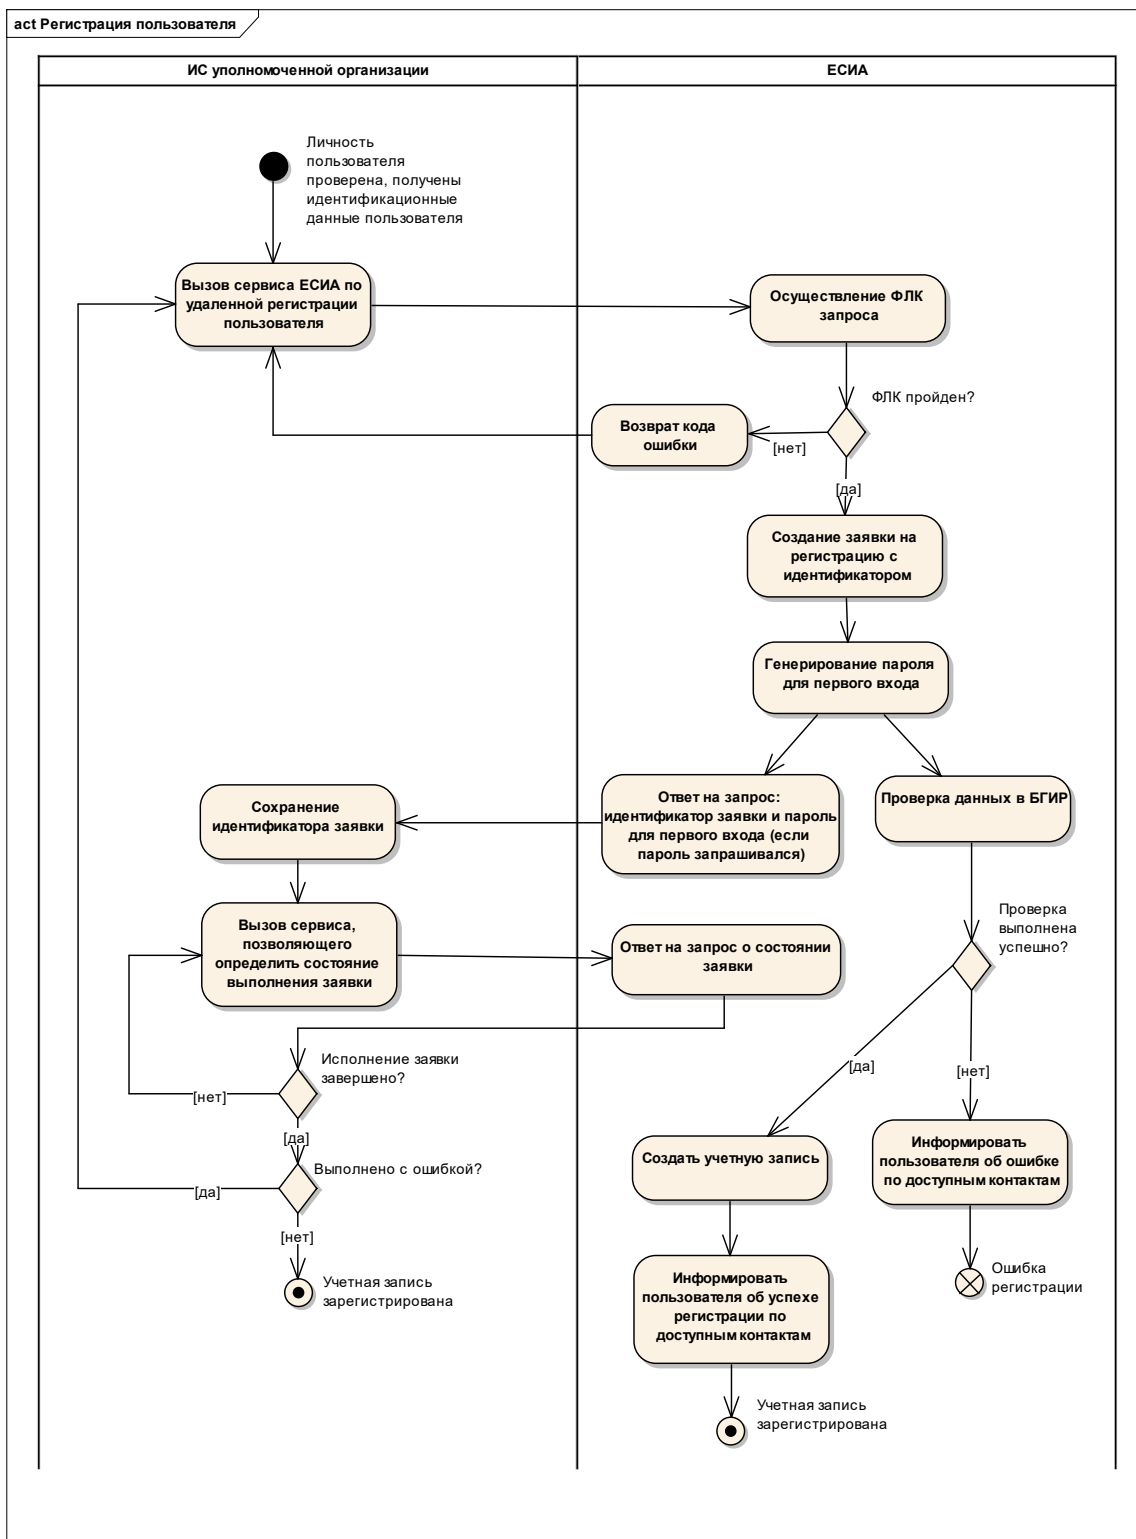 act Регистрация пользователя
ИС уполномоченной организации
ЕСИА
Личность
пользователя
проверена, получены
идентификационные
данные пользователя
Вызов сервиса ЕСИА по
удаленной регистрации
пользователя
Осуществление ФЛК
запроса
ФЛК пройден?
Возврат кода
ошибки
[нет]
[да]
Создание заявки на
регистрацию с
идентификатором
Генерирование пароля
для первого входа
Ответ на запрос:
идентификатор заявки и пароль
для первого входа (если
пароль запрашивался)
Проверка данных в БГИР
Сохранение
идентификатора заявки
Проверка
выполнена
успешно?
Вызов сервиса,
позволяющего
определить состояние
выполнения заявки
Ответ на запрос о состоянии
заявки
Исполнение заявки
завершено?
[нет]
[да]
[да]
[нет]
Выполнено с ошибкой?
[да]
[нет]
Создать учетную запись
Информировать
пользователя об ошибке
по доступным контактам
Учетная запись
зарегистрирована
Информировать
пользователя об успехе
регистрации по
доступным контактам
Ошибка
регистрации
Учетная запись
зарегистрирована